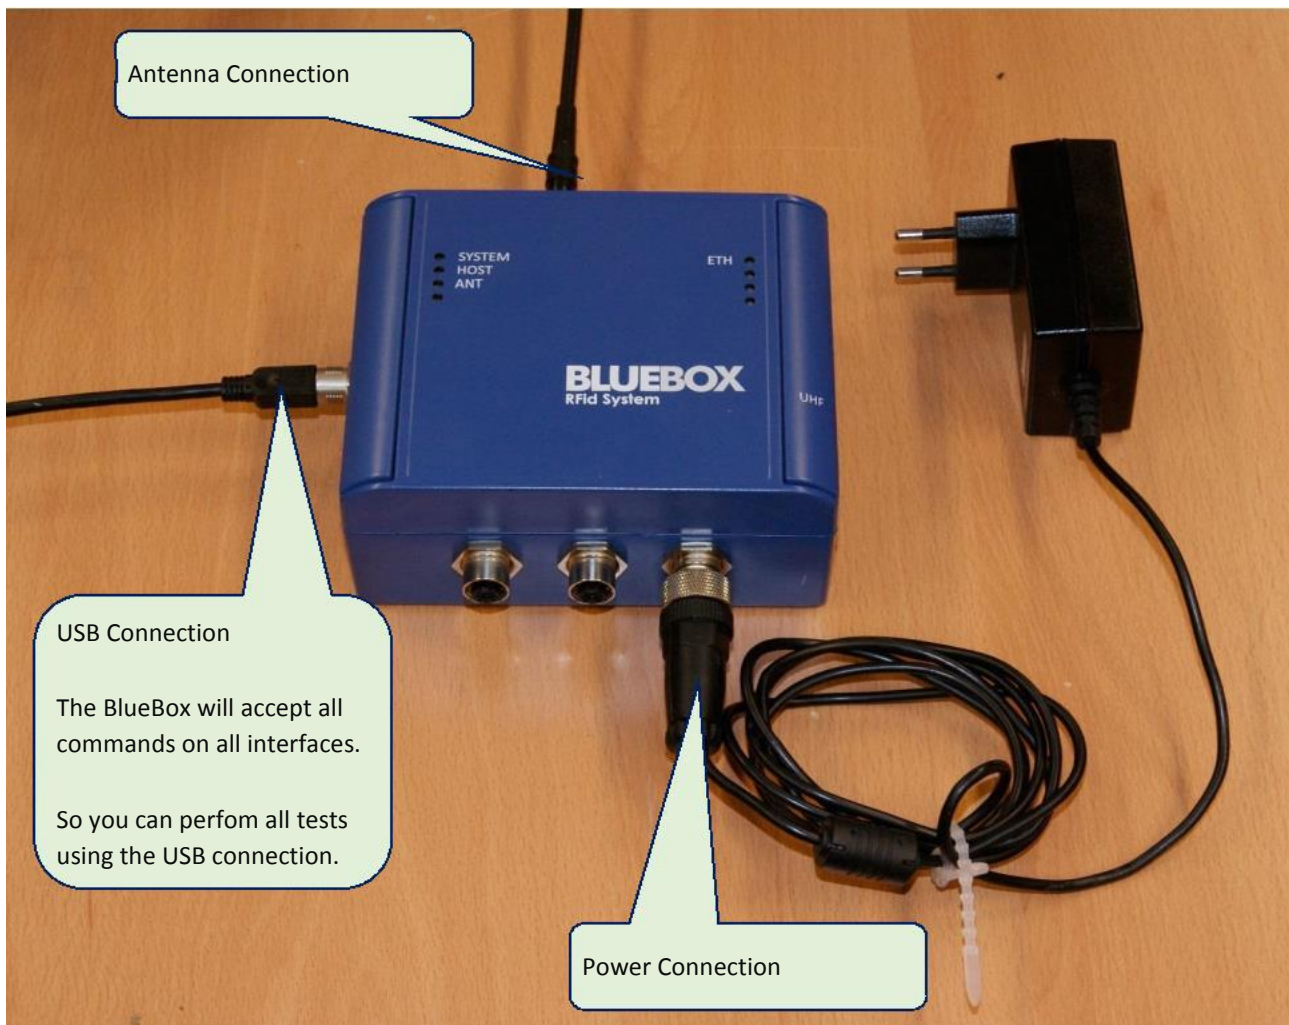 Antenna Connection
SYSTEM
HOST
ANT
ETH
BLUEBOX
RFid System
UHF
USB Connection
The BlueBox will accept all
commands on all interfaces.
So you can perfom all tests
using the USB connection.
Power Connection